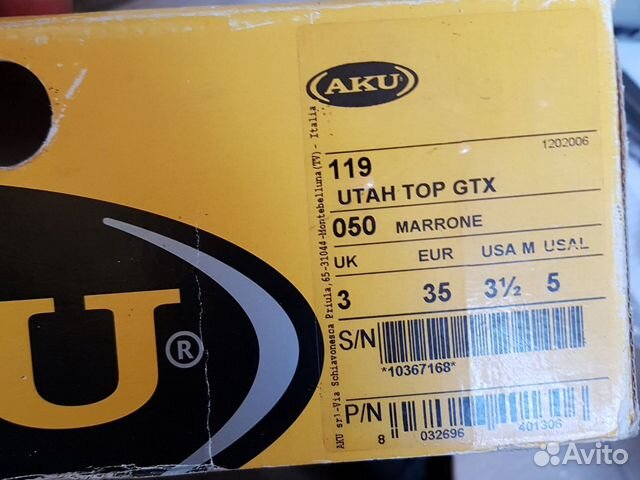 AKU
1202006
119
UTAH TOP GTX
050 MARRONE
UK EUR USA M USAL
3 35 3½ 5
S/N
*10367168*
P/N
8 032696 401306
AKU srl-Via Schiavonesca Priula,65-31044-Montebelluna(TV)- Italia
U®
Avito